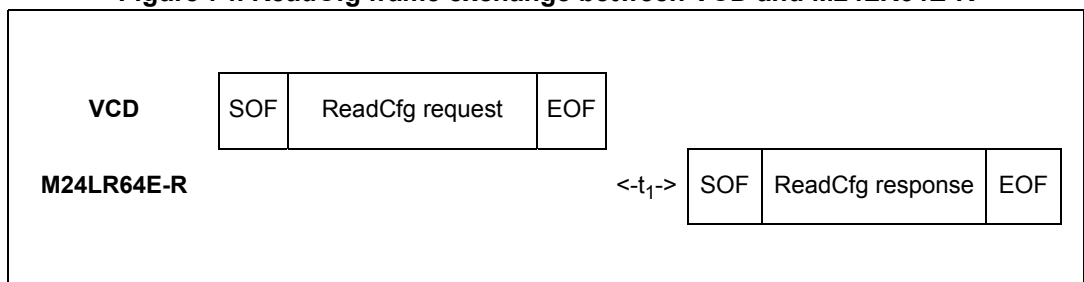 Figure ReadCfg frame exchange between VCD and M24LR64E-R
VCD SOF ReadCfg request EOF
M24LR64E-R <-t₁-> SOF ReadCfg response EOF